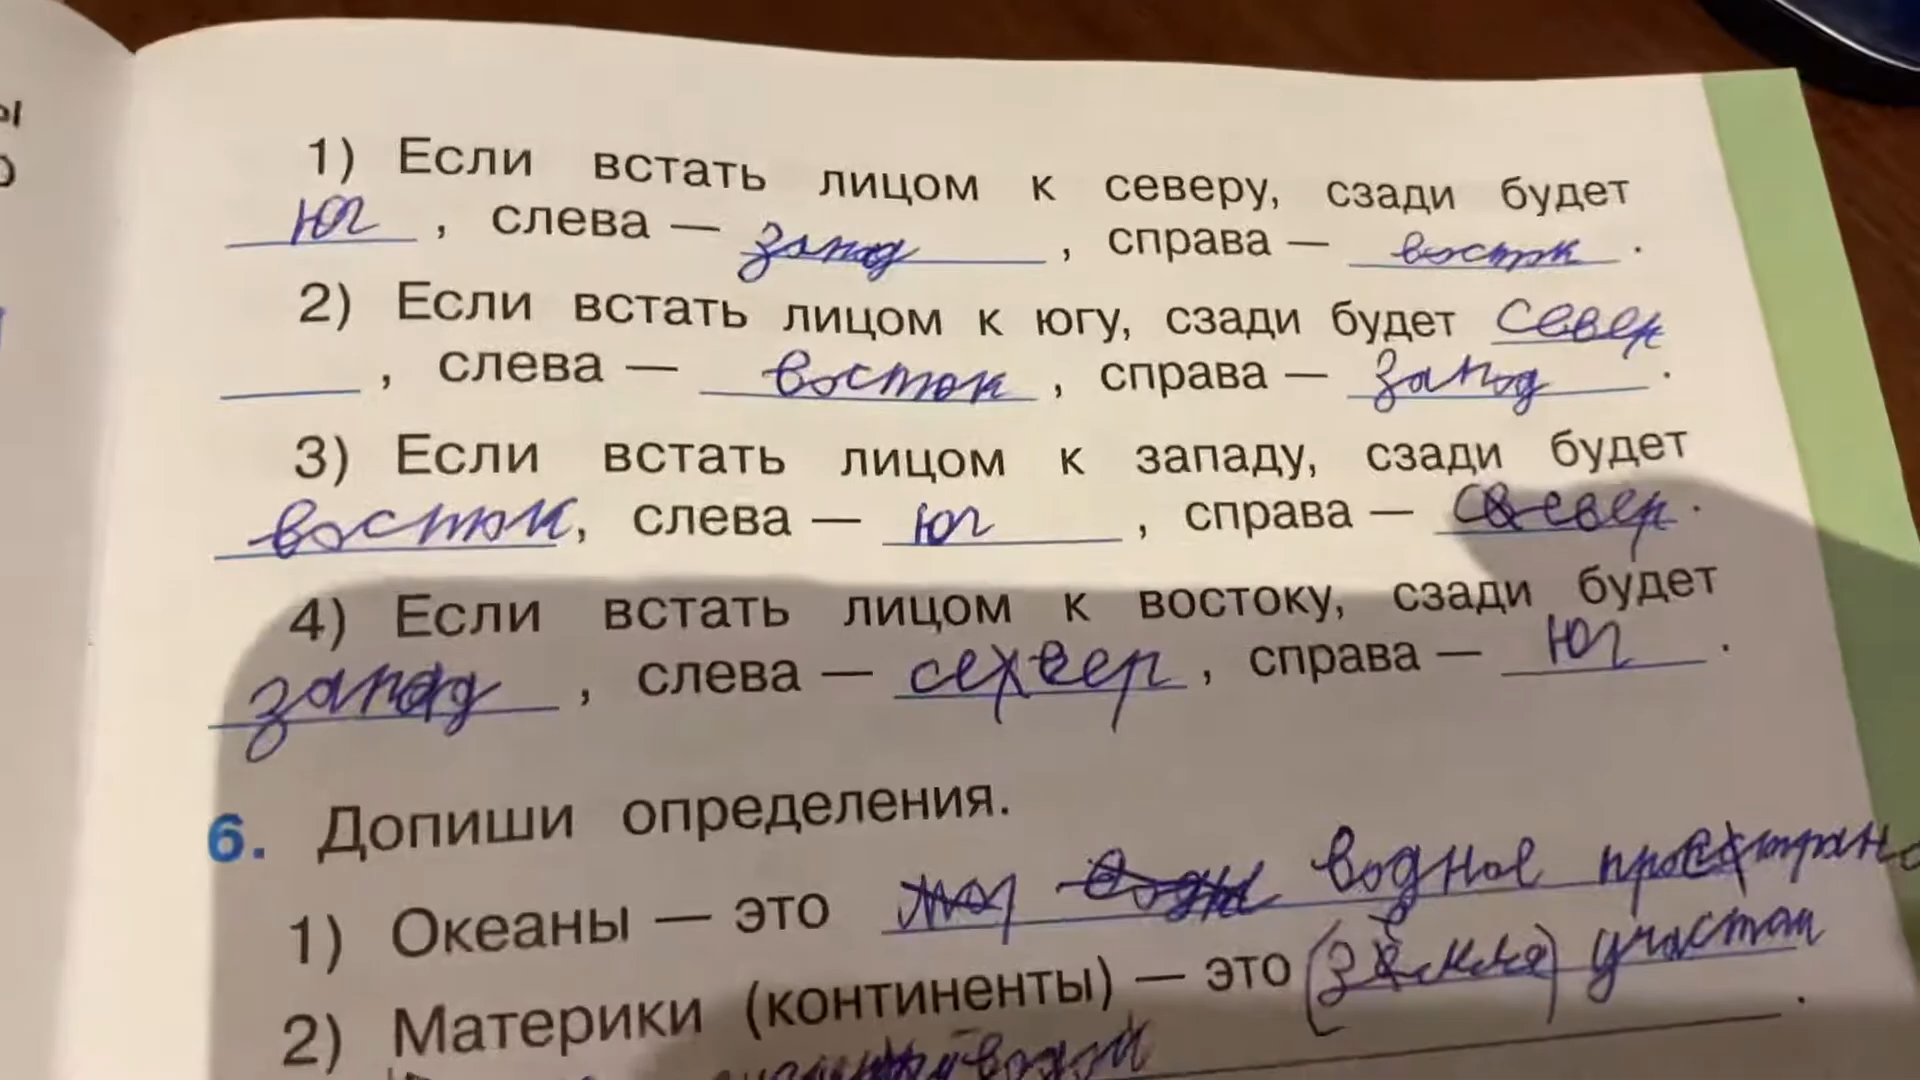 1) Если встать лицом к северу, сзади будет
юг, слева — запад, справа — восток.
2) Если встать лицом к югу, сзади будет север
, слева — восток, справа — запад.
3) Если встать лицом к западу, сзади будет
восток, слева — юг, справа — север.
4) Если встать лицом к востоку, сзади будет
запад, слева — север, справа — юг.
6. Допиши определения.
1) Океаны — это водное
2) Материки (континенты) — это (земля) участок
водой